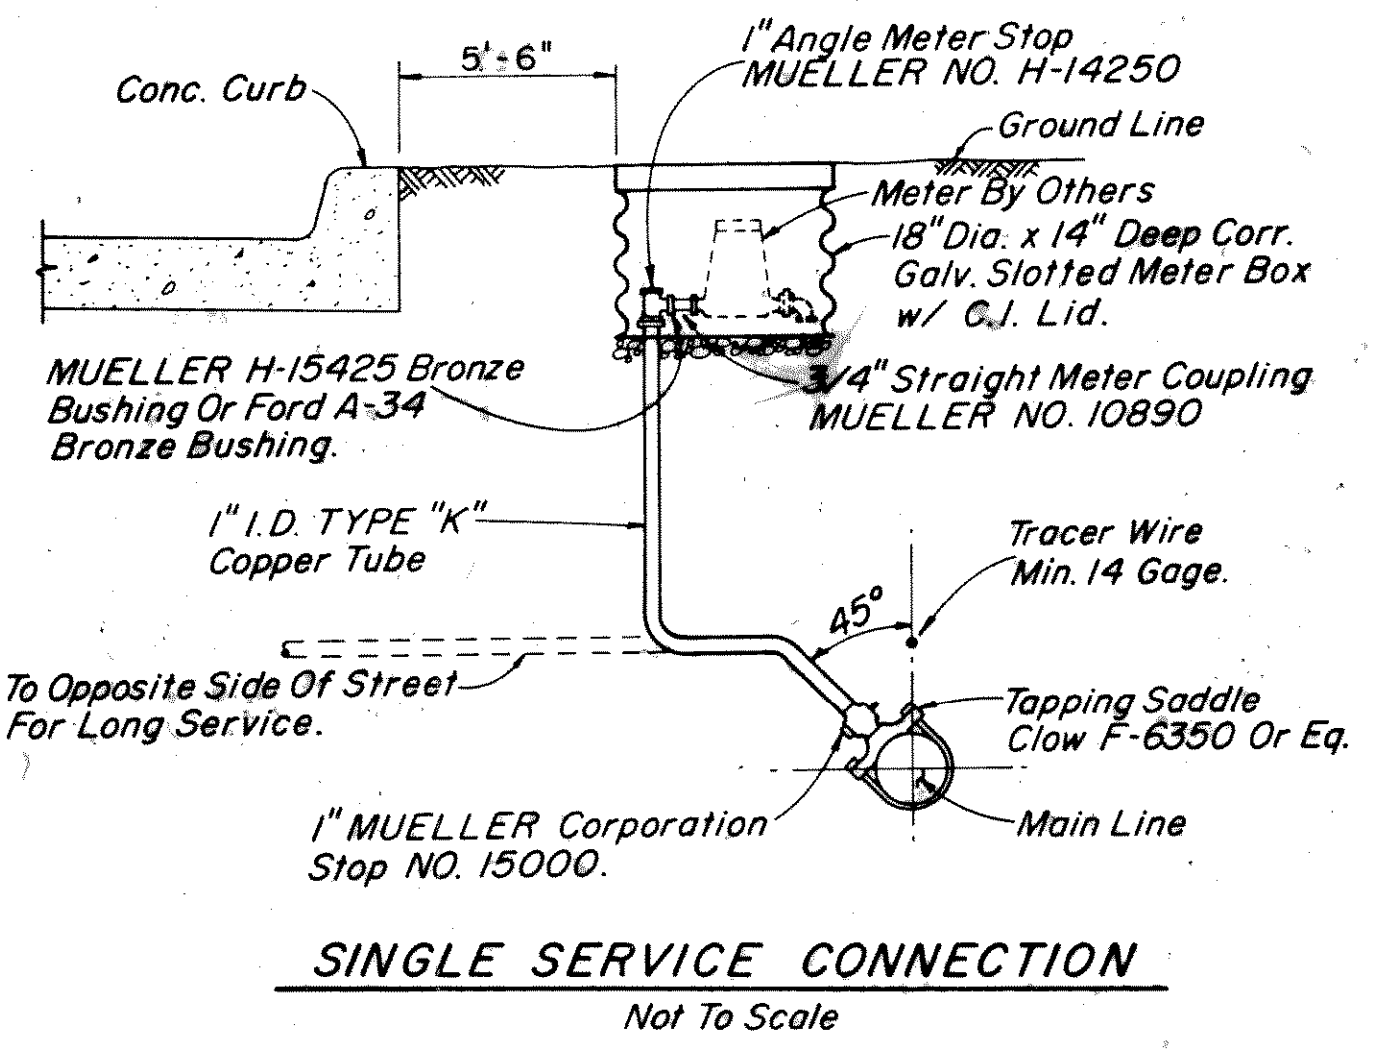 1" Angle Meter Stop
MUELLER NO. H-14250
5'-6"
Conc. Curb
Ground Line
Meter By Others
18" Dia. x 14" Deep Corr.
Galv. Slotted Meter Box
w/ C.I. Lid.
MUELLER H-15425 Bronze
Bushing Or Ford A-34
Bronze Bushing.
3/4" Straight Meter Coupling
MUELLER NO. 10890
1" I.D. TYPE "K"
Copper Tube
Tracer Wire
Min. 14 Gage.
45°
To Opposite Side Of Street
For Long Service.
Tapping Saddle
Clow F-6350 Or Eq.
1" MUELLER Corporation
Stop NO. 15000.
Main Line
SINGLE SERVICE CONNECTION
Not To Scale